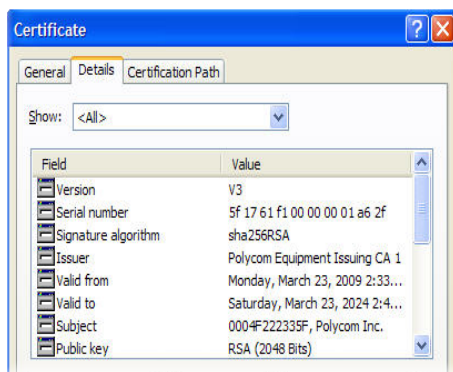 Certificate
General Details Certification Path
Show: <All>
Field Value
Version V3
Serial number 5f 17 61 f1 00 00 00 01 a6 2f
Signature algorithm sha256RSA
Issuer Polycom Equipment Issuing CA 1
Valid from Monday, March 23, 2009 2:33...
Valid to Saturday, March 23, 2024 2:4...
Subject 0004F222335F, Polycom Inc.
Public key RSA (2048 Bits)